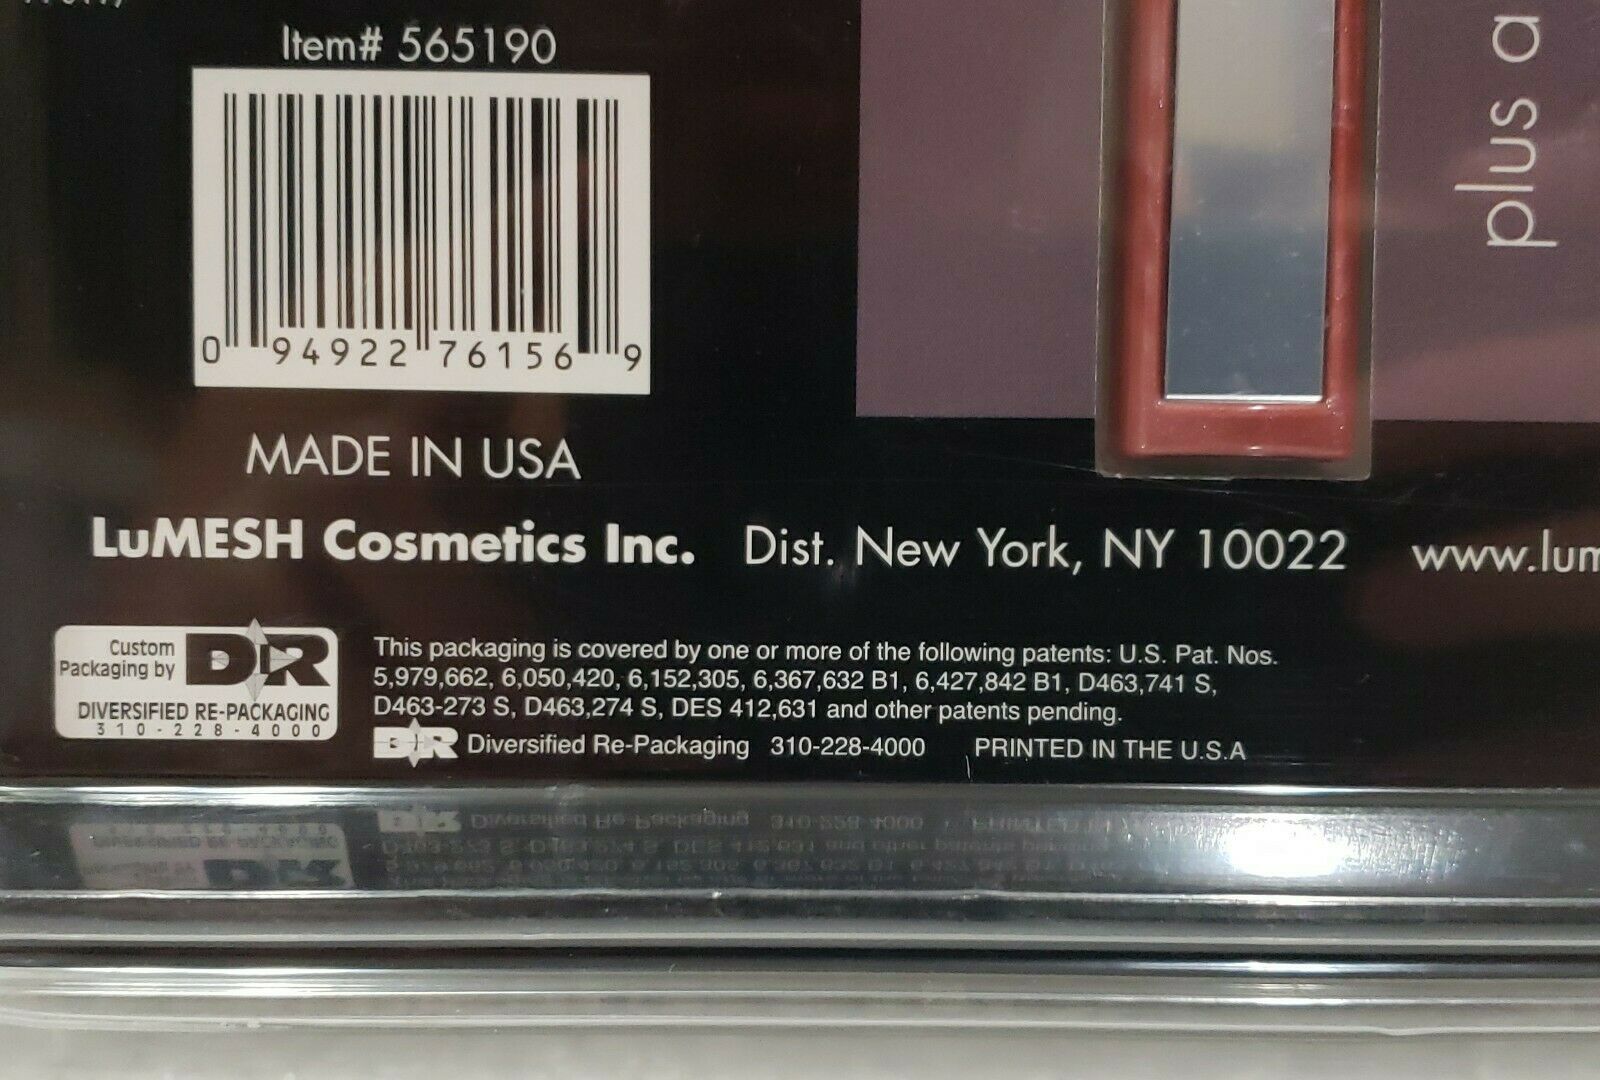 Item# 565190
0 94922 76156 9
MADE IN USA
plus a
LuMESH Cosmetics Inc. Dist. New York, NY 10022 www.lum
Custom
Packaging by DR
DIVERSIFIED RE-PACKAGING
310-228-4000
This packaging is covered by one or more of the following patents: U.S. Pat. Nos.
5,979,662, 6,050,420, 6,152,305, 6,367,632 B1, 6,427,842 B1, D463,741 S,
D463-273 S, D463,274 S, DES 412,631 and other patents pending.
DR Diversified Re-Packaging 310-228-4000 PRINTED IN THE U.S.A